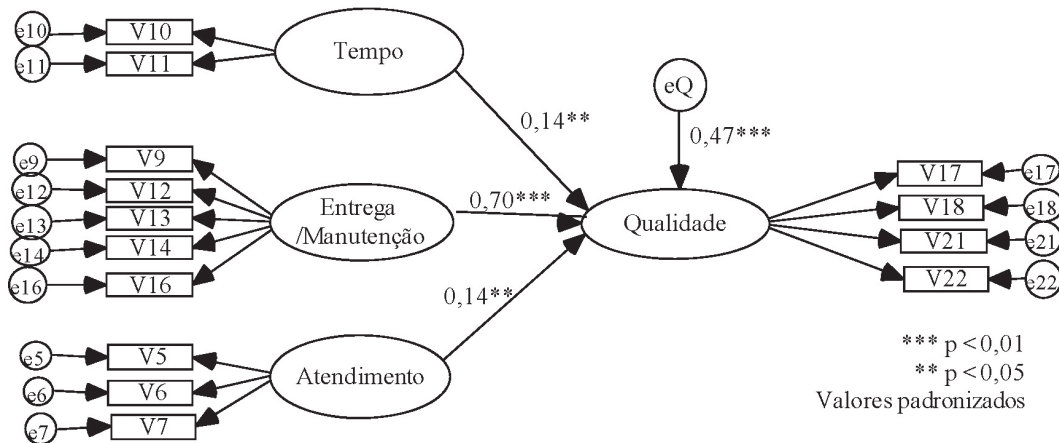 e10
V10
e11
V11
Tempo
eQ
0,14**
0,47***
e9
V9
e12
V12
e13
V13
e14
V14
e16
V16
Entrega
/Manutenção
0,70***
Qualidade
V17
e17
V18
e18
V21
e21
V22
e22
0,14**
e5
V5
e6
V6
e7
V7
Atendimento
*** p < 0,01
** p < 0,05
Valores padronizados